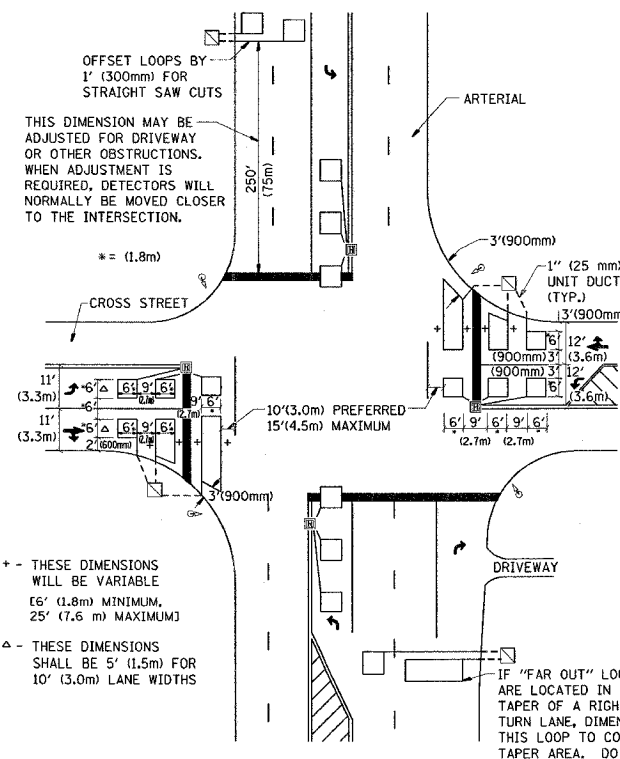 OFFSET LOOPS BY
1' (300mm) FOR
STRAIGHT SAW CUTS
ARTERIAL
THIS DIMENSION MAY BE
ADJUSTED FOR DRIVEWAY
OR OTHER OBSTRUCTIONS.
WHEN ADJUSTMENT IS
REQUIRED, DETECTORS WILL
NORMALLY BE MOVED CLOSER
TO THE INTERSECTION.
250'
(75m)
* = (1.8m)
3'(900mm)
1" (25 mm)
UNIT DUCT
(TYP.)
CROSS STREET
3'(900mm
*6' 12'
(3.6m)
(900mm) 3'
(900mm) 3' 12'
*6'
(3.6m)
11'
(3.3m)
*6' △ 6' 9' 6'
(2.7m)
*6'
(2.7m) 9' 6'
11'
(3.3m)
*6' △ 6' 9' 6'
2' (600mm) (2.7m)
10'(3.0m) PREFERRED
15'(4.5m) MAXIMUM
6' 9' 6' 9' 6'
(2.7m) (2.7m)
3'(900mm)
H
H
H
H
+ - THESE DIMENSIONS
WILL BE VARIABLE
[6' (1.8m) MINIMUM,
25' (7.6 m) MAXIMUM]
△ - THESE DIMENSIONS
SHALL BE 5' (1.5m) FOR
10' (3.0m) LANE WIDTHS
DRIVEWAY
IF "FAR OUT" LOO
ARE LOCATED IN
TAPER OF A RIGH
TURN LANE, DIMEN
THIS LOOP TO CO
TAPER AREA. DO